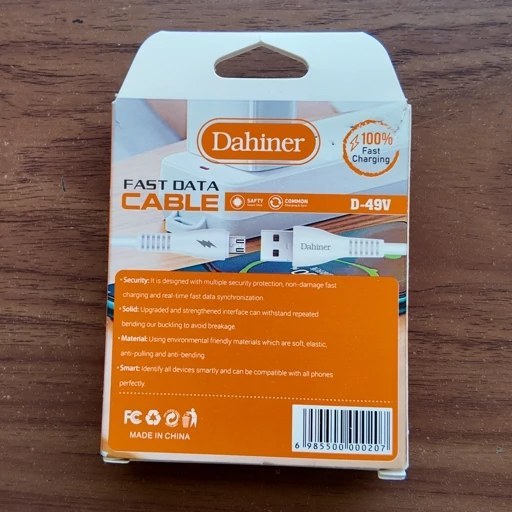 Dahiner
100%
Fast
Charging
FAST DATA
CABLE
SAFTY
COMMON
D-49V
Dahiner
• Security: It is designed with multiple security protection, non-damage fast
charging and real-time fast data synchronization.
• Solid: Upgraded and strengthened interface can withstand repeated
bending our buckling to avoid breakage.
• Material: Using environmental friendly materials which are soft, elastic,
anti-pulling and anti-bending
• Smart: Identify all devices smartly and can be compatible with all phones
perfectly.
FC CE
MADE IN CHINA
6 985500 000207